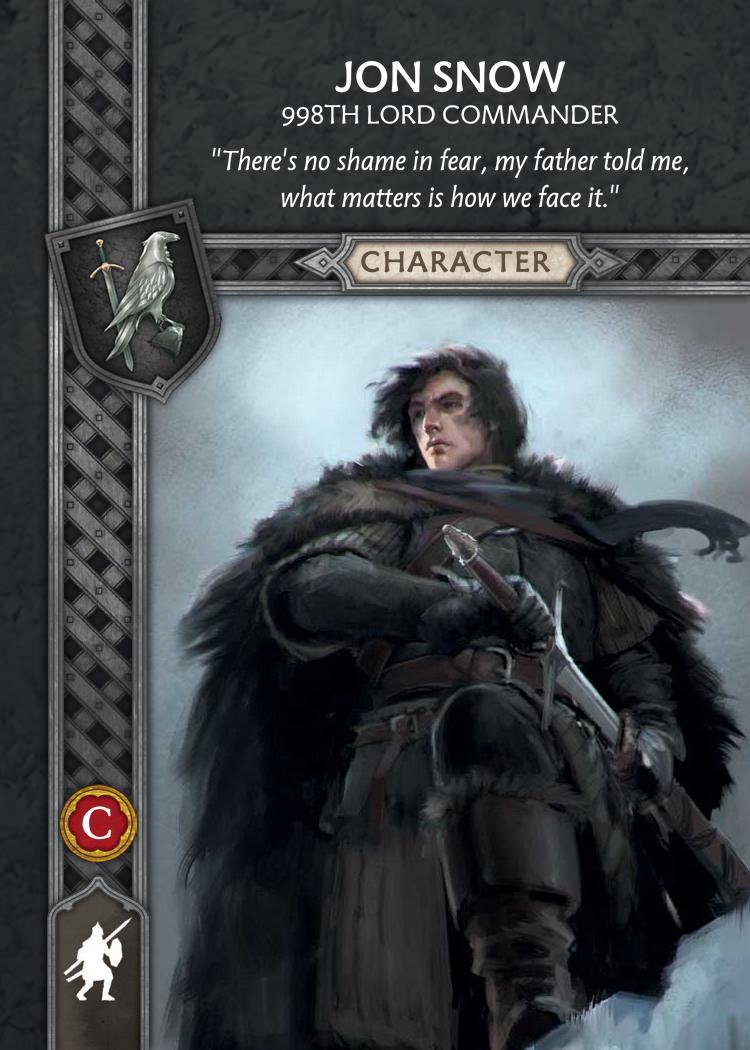 JON SNOW
998TH LORD COMMANDER
"There's no shame in fear, my father told me,
what matters is how we face it."
CHARACTER
C